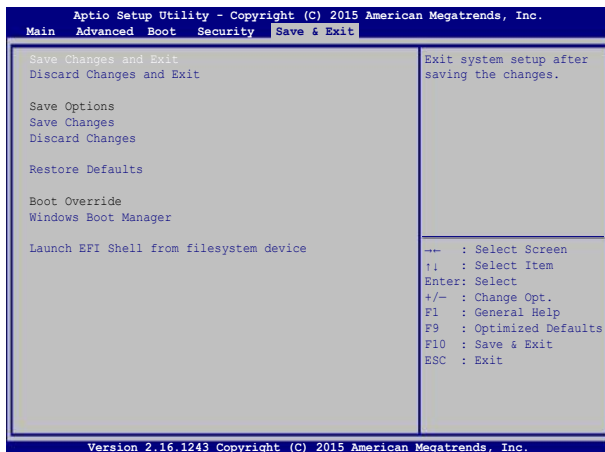 Aptio Setup Utility - Copyright (C) 2015 American Megatrends, Inc.
Main Advanced Boot Security Save & Exit
Save Changes and Exit
Discard Changes and Exit
Save Options
Save Changes
Discard Changes
Restore Defaults
Boot Override
Windows Boot Manager
Launch EFI Shell from filesystem device
Exit system setup after
saving the changes.
→← : Select Screen
↑↓ : Select Item
Enter: Select
+/— : Change Opt.
F1 : General Help
F9 : Optimized Defaults
F10 : Save & Exit
ESC : Exit
Version 2.16.1243 Copyright (C) 2015 American Megatrends, Inc.